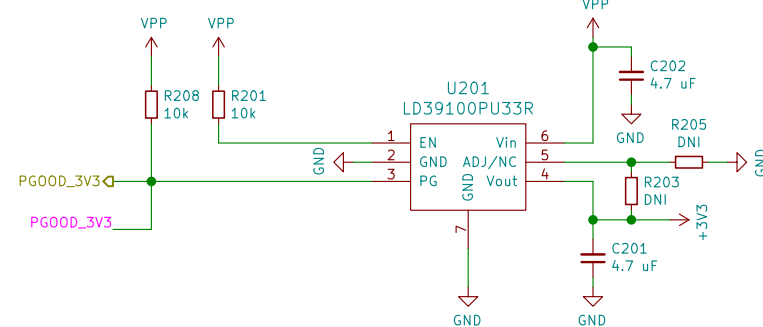 VPP
VPP
VPP
R208
10k
R201
10k
U201
LD39100PU33R
C202
4.7 uF
GND
R205
DNI
GND
1
EN
Vin
6
GND
2
GND
ADJ/NC
5
PGOOD_3V3
3
PG
Vout
4
GND
R203
DNI
PGOOD_3V3
7
+3V3
C201
4.7 uF
GND
GND